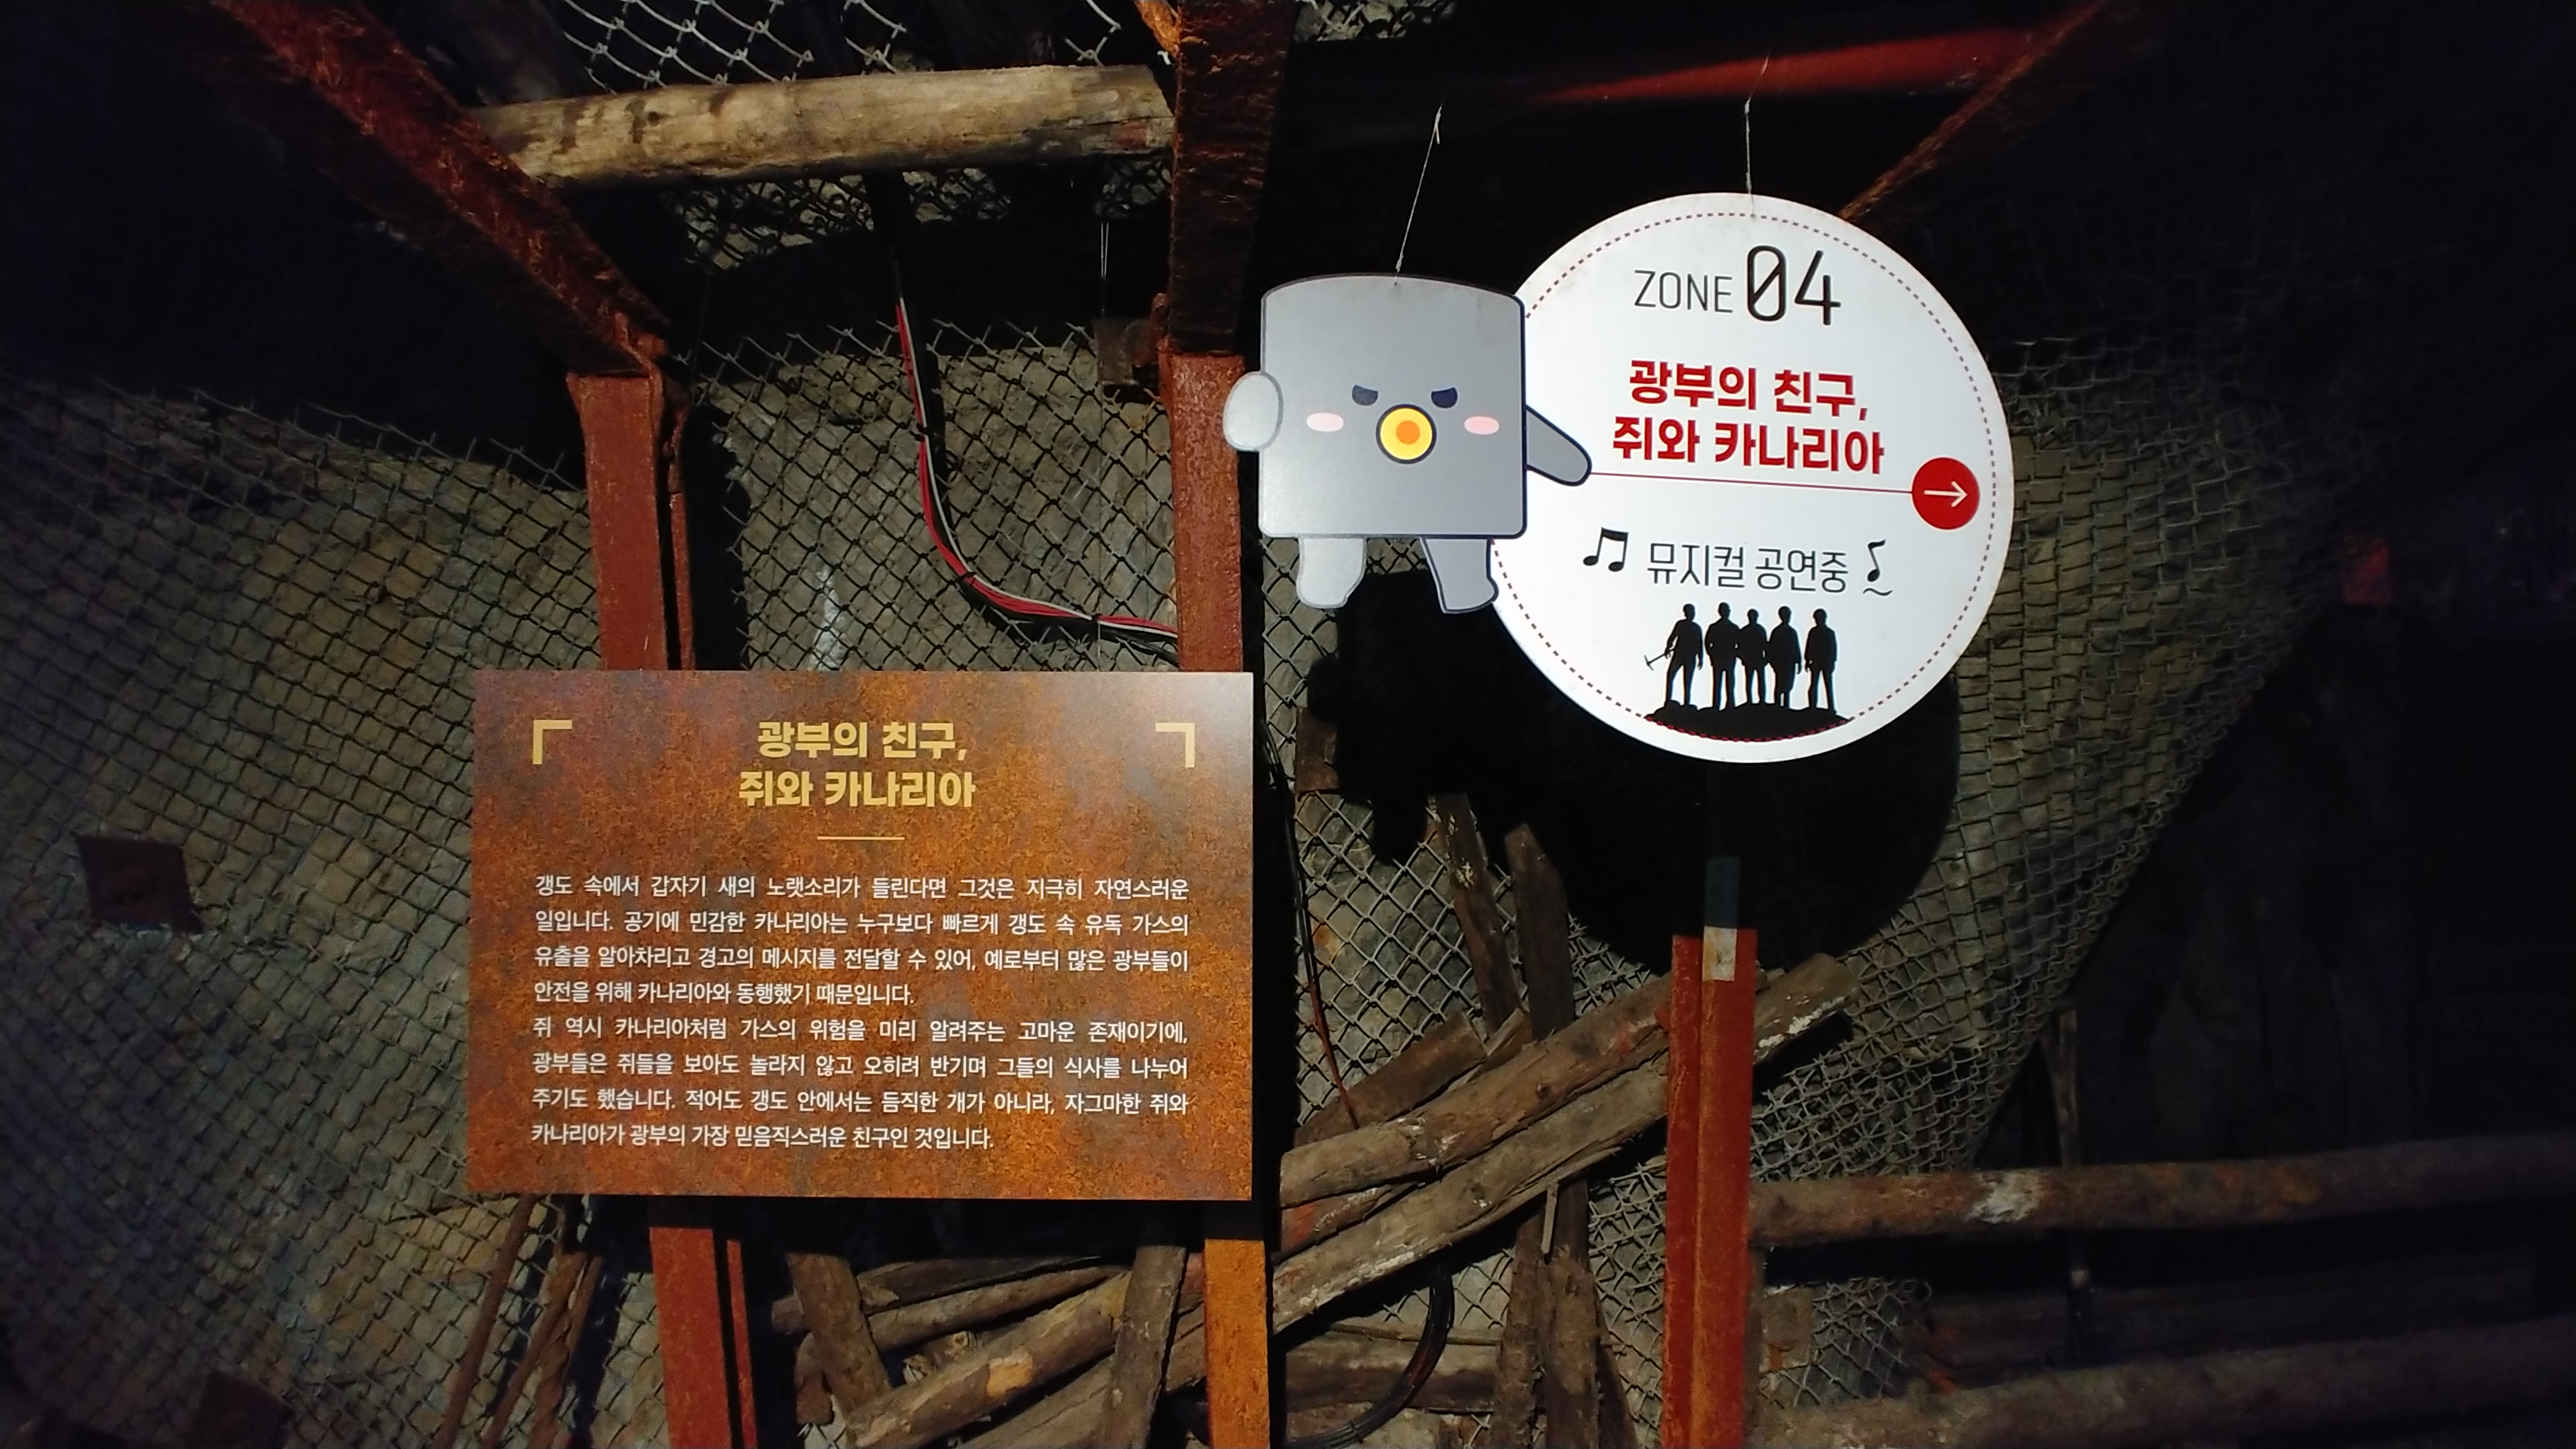 광부의 친구,
쥐와 카나리아
갱도 속에서 갑자기 새의 노랫소리가 들린다면 그것은 지극히 자연스러운
일입니다. 공기에 민감한 카나리아는 누구보다 빠르게 갱도 속 유독 가스의
유출을 알아차리고 경고의 메시지를 전달할 수 있어, 예로부터 많은 광부들이
안전을 위해 카나리아와 동행했기 때문입니다.
쥐 역시 카나리아처럼 가스의 위험을 미리 알려주는 고마운 존재이기에,
광부들은 쥐들을 보아도 놀라지 않고 오히려 반기며 그들의 식사를 나누어
주기도 했습니다. 적어도 갱도 안에서는 듬직한 개가 아니라, 자그마한 쥐와
카나리아가 광부의 가장 믿음직스러운 친구인 것입니다.
ZONE 04
광부의 친구,
쥐와 카나리아
뮤지컬 공연중